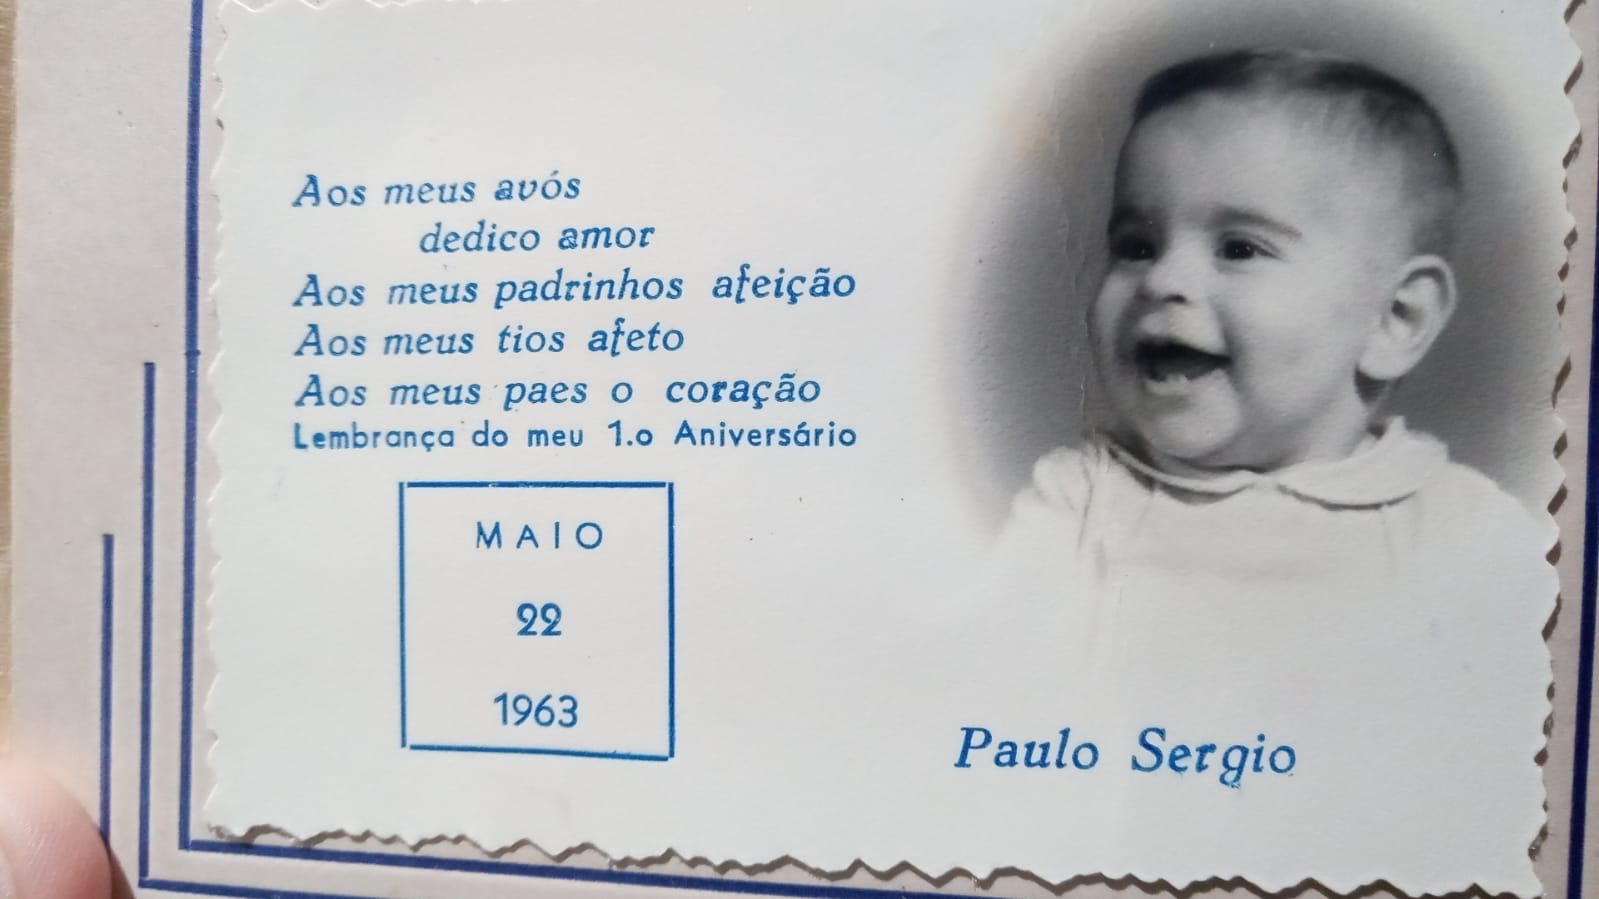 Aos meus avós
dedico amor
Aos meus padrinhos afeição
Aos meus tios afeto
Aos meus paes o coração
Lembrança do meu 1.o Aniversário
MAIO
22
1963
Paulo Sergio